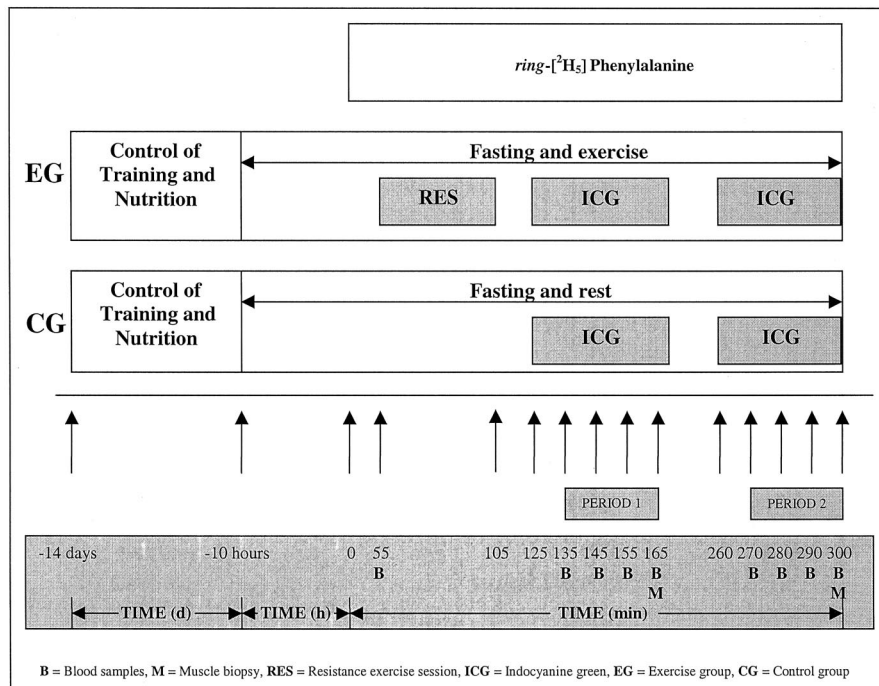 ring-[²H₅] Phenylalanine
EG
Control of
Training and
Nutrition
Fasting and exercise
RES
ICG
ICG
CG
Control of
Training and
Nutrition
Fasting and rest
ICG
ICG
PERIOD 1
PERIOD 2
-14 days -10 hours 0 55 105 125 135 145 155 165 260 270 280 290 300
B B B B B B B B B
M M
TIME (d) TIME (h) TIME (min)
B = Blood samples, M = Muscle biopsy, RES = Resistance exercise session, ICG = Indocyanine green, EG = Exercise group, CG = Control group